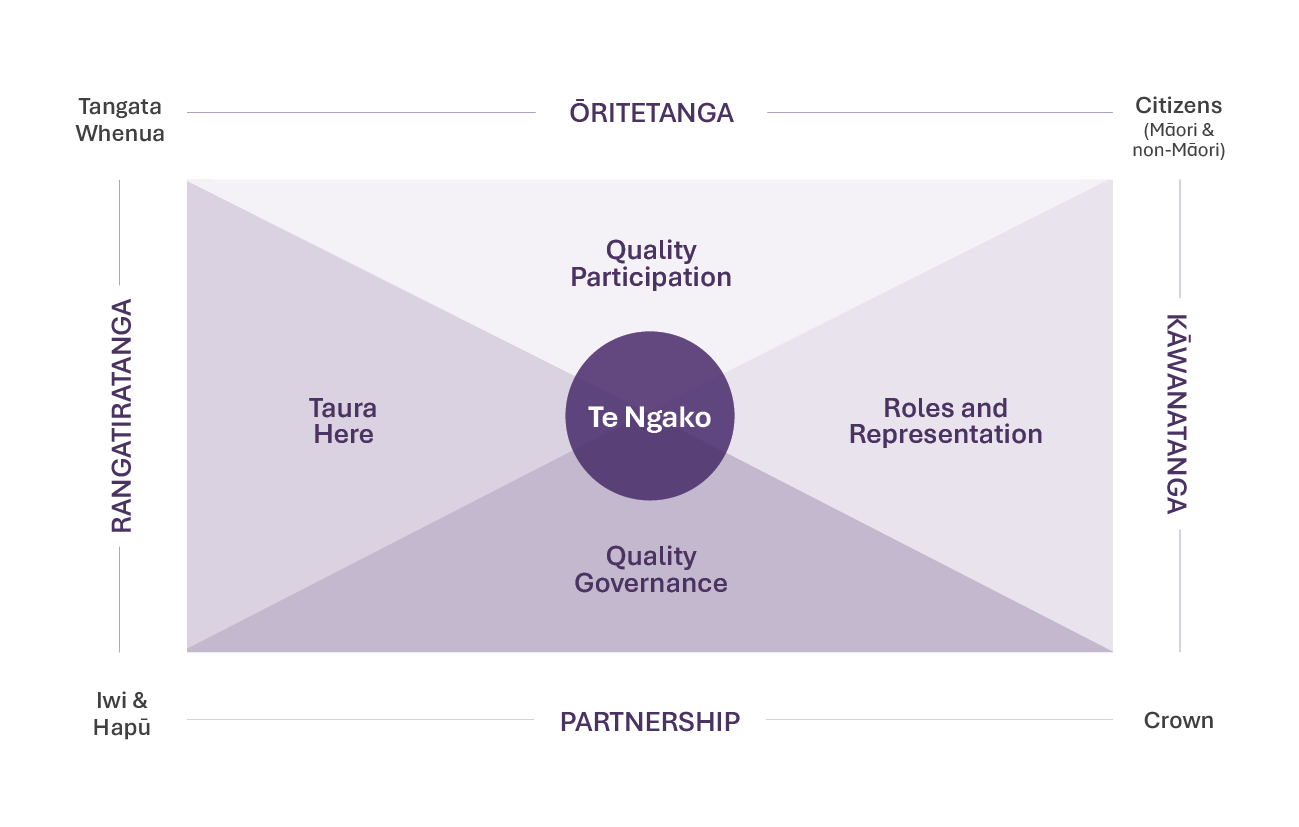 Tangata
Whenua
ŌRITETANGA
Citizens
(Māori &
non-Māori)
Quality
Participation
RANGATIRATANGA
Taura
Here
Te Ngako
Roles and
Representation
KĀWANATANGA
Quality
Governance
Iwi &
Hapū
PARTNERSHIP
Crown